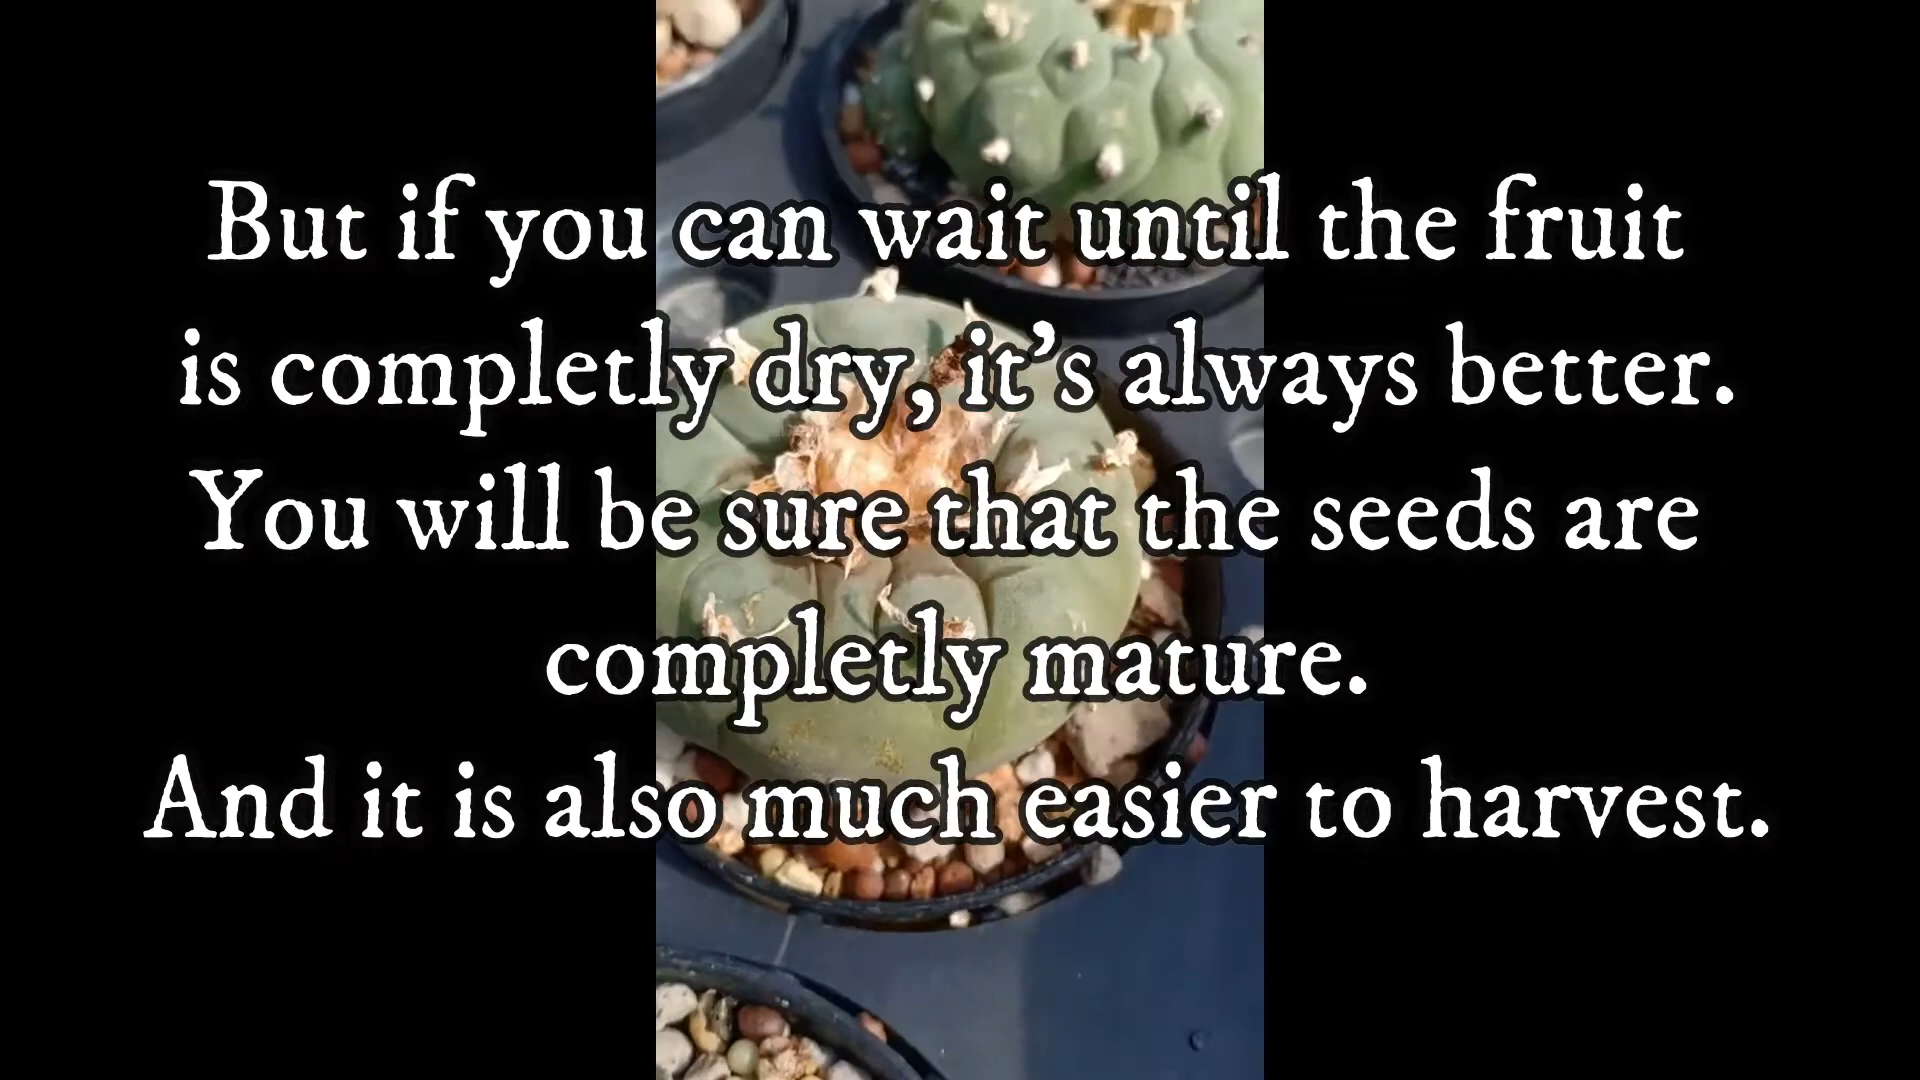 But if you can wait until the fruit
is completly dry, it's always better.
You will be sure that the seeds are
completly mature.
And it is also much easier to harvest.